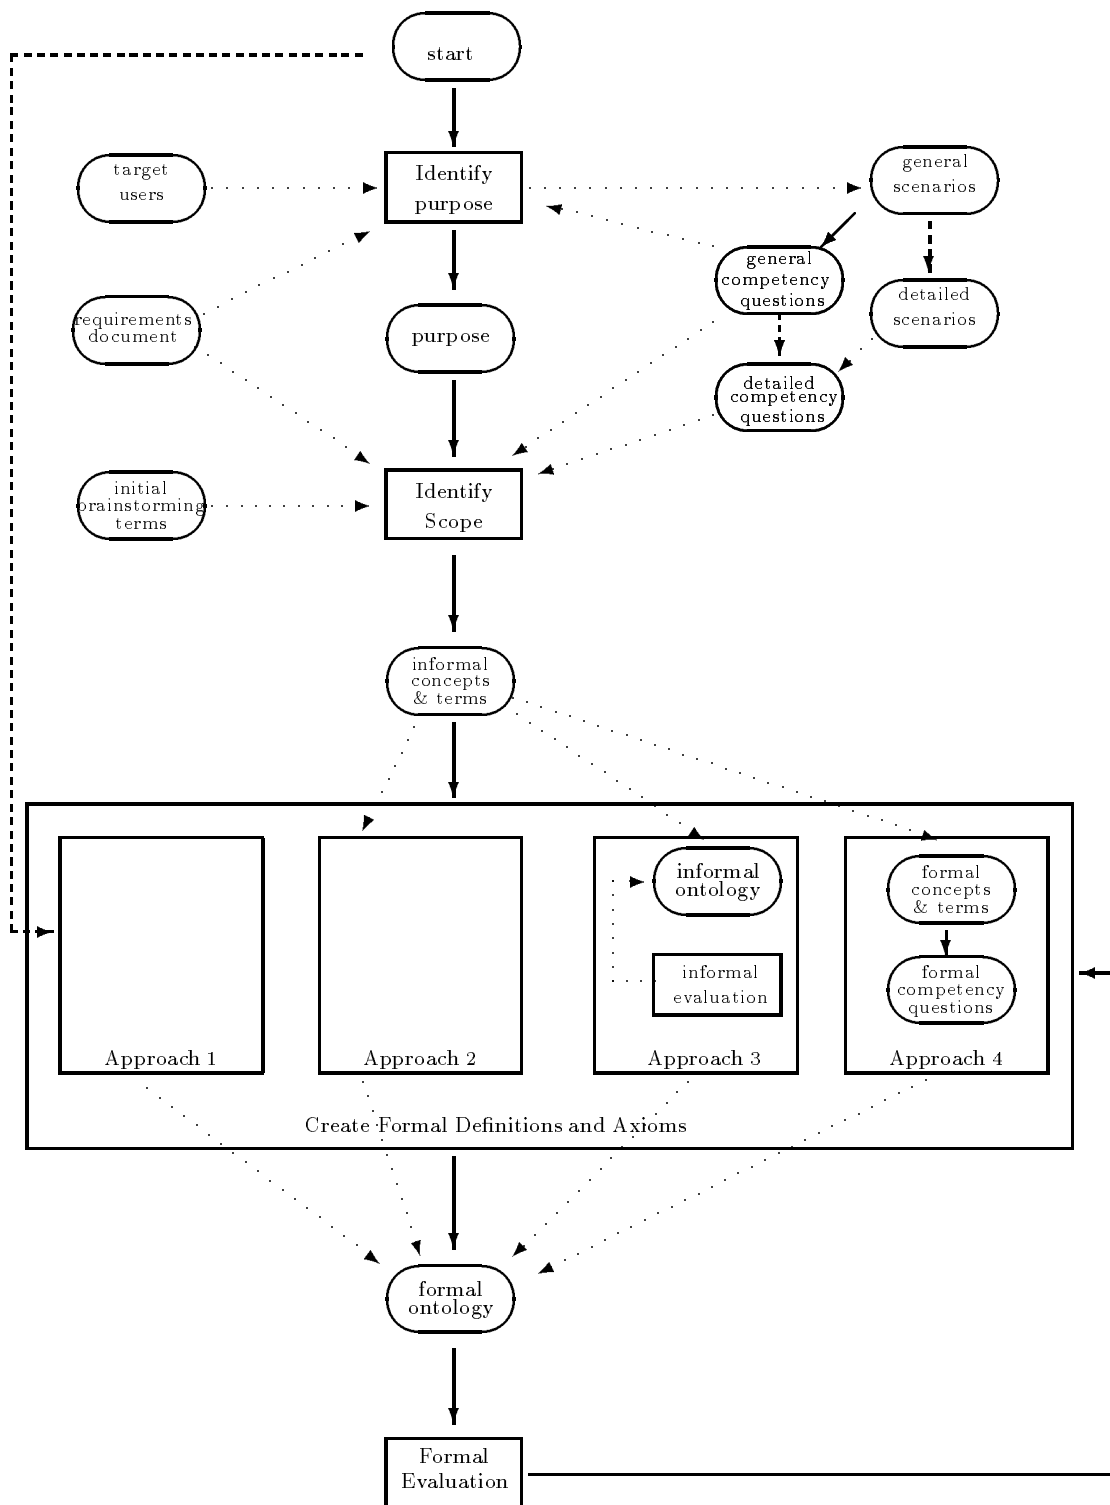 start
target
users
Identify
purpose
general
scenarios
general
competency
questions
detailed
scenarios
requirements
document
purpose
detailed
competency
questions
initial
brainstorming
terms
Identify
Scope
informal
concepts
& terms
informal
ontology
informal
evaluation
formal
concepts
& terms
formal
competency
questions
Approach 1
Approach 2
Approach 3
Approach 4
Create Formal Definitions and Axioms
formal
ontology
Formal
Evaluation